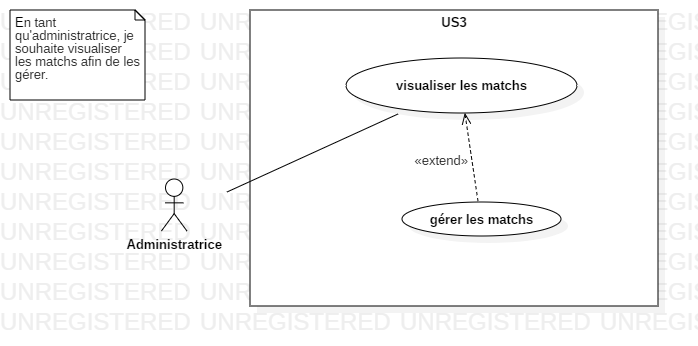 En tant
qu'administratrice, je
souhaite visualiser
les matchs afin de les
gérer.
US3
visualiser les matchs
«extend»
gérer les matchs
Administratrice
UNREGISTERED UNREGISTERED UNREGISTERED UNREGISTERED